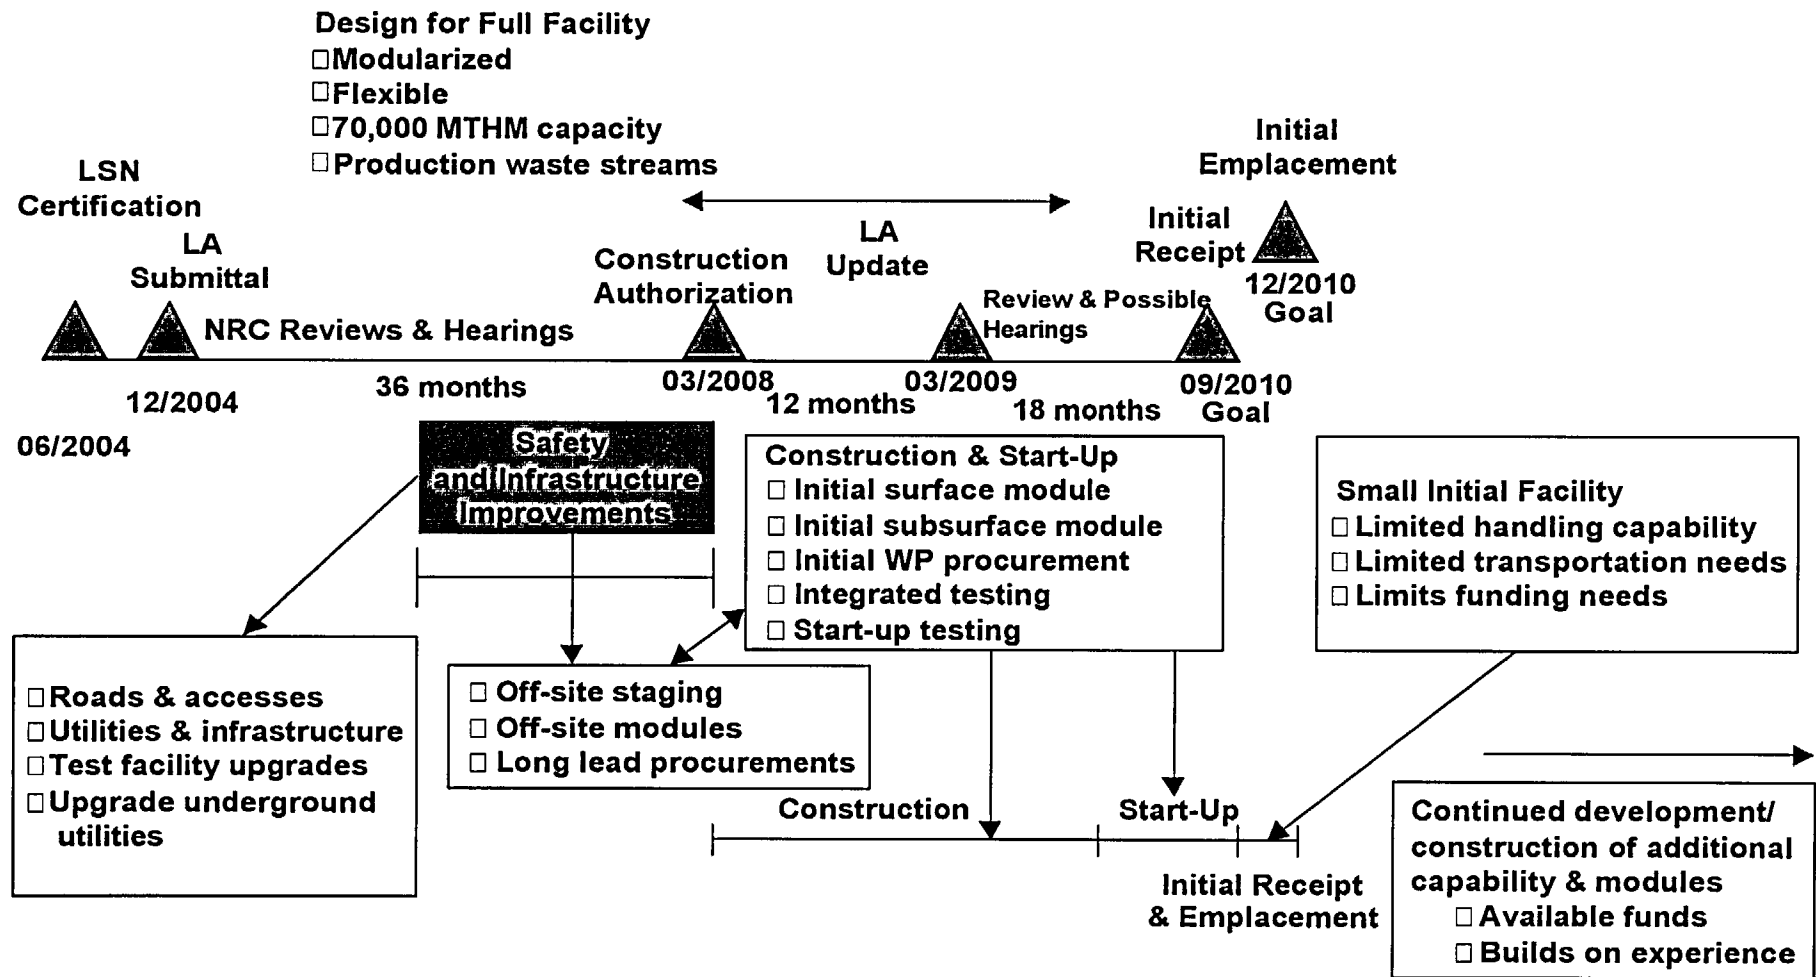 Design for Full Facility
□Modularized
□Flexible
□70,000 MTHM capacity
□Production waste streams
LSN
Certification
LA
Submittal
NRC Reviews & Hearings
Construction
Authorization
LA
Update
Review & Possible
Hearings
Initial
Receipt
Initial
Emplacement
12/2010
Goal
06/2004
12/2004
36 months
03/2008
12 months
03/2009
18 months
09/2010
Goal
Safety
and Infrastructure
Improvements
Construction & Start-Up
□ Initial surface module
□ Initial subsurface module
□ Initial WP procurement
□ Integrated testing
□ Start-up testing
Small Initial Facility
□ Limited handling capability
□ Limited transportation needs
□ Limits funding needs
□Roads & accesses
□Utilities & infrastructure
□Test facility upgrades
□Upgrade underground
utilities
□ Off-site staging
□ Off-site modules
□ Long lead procurements
Construction
Start-Up
Initial Receipt
& Emplacement
Continued development/
construction of additional
capability & modules
□ Available funds
□ Builds on experience